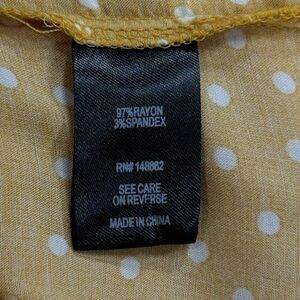 97%RAYON
3%SPANDEX
RN# 148882
SEE CARE
ON REVERSE
MADE IN CHINA